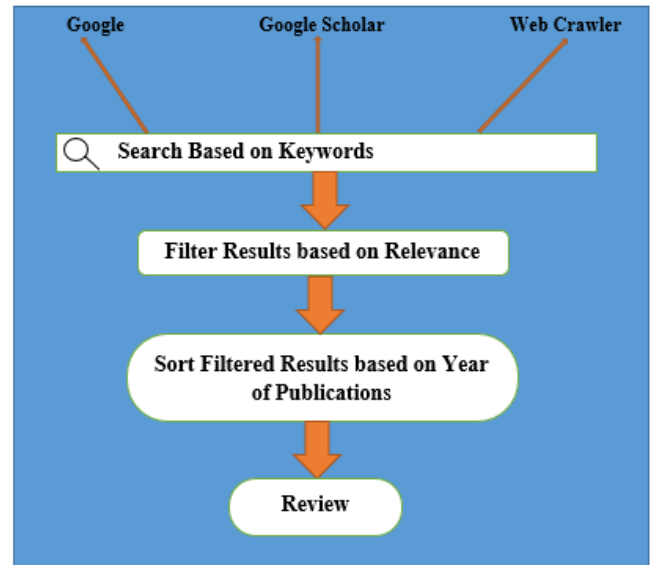 Google
Google Scholar
Web Crawler
Search Based on Keywords
Filter Results based on Relevance
Sort Filtered Results based on Year
of Publications
Review